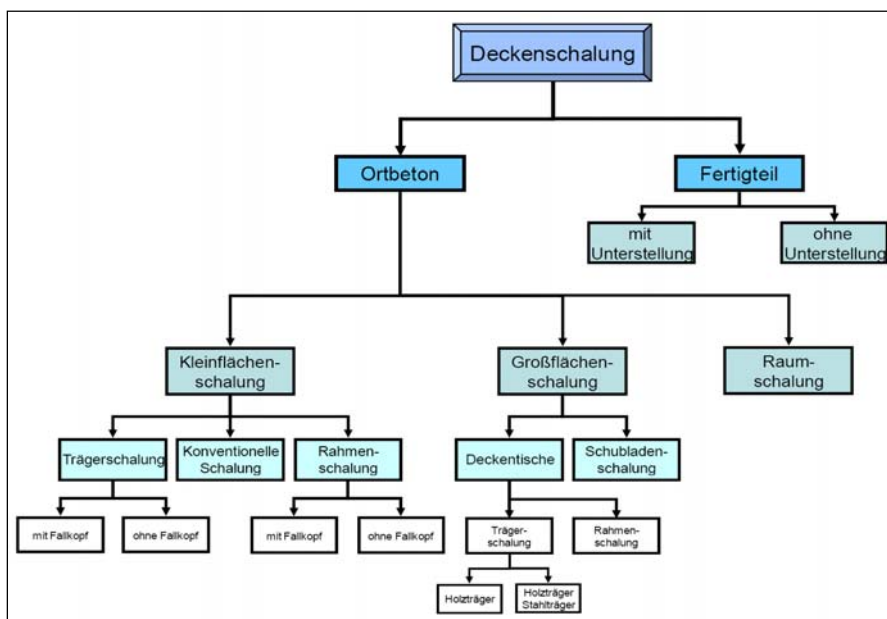 Deckenschalung
Ortbeton
Fertigteil
mit
Unterstellung
ohne
Unterstellung
Kleinflächen-
schalung
Großflächen-
schalung
Raum-
schalung
Trägerschalung
Konventionelle
Schalung
Rahmen-
schalung
Deckentische
Schubladen-
schalung
mit Fallkopf
ohne Fallkopf
mit Fallkopf
ohne Fallkopf
Träger-
schalung
Rahmen-
schalung
Holzträger
Holzträger
Stahlträger